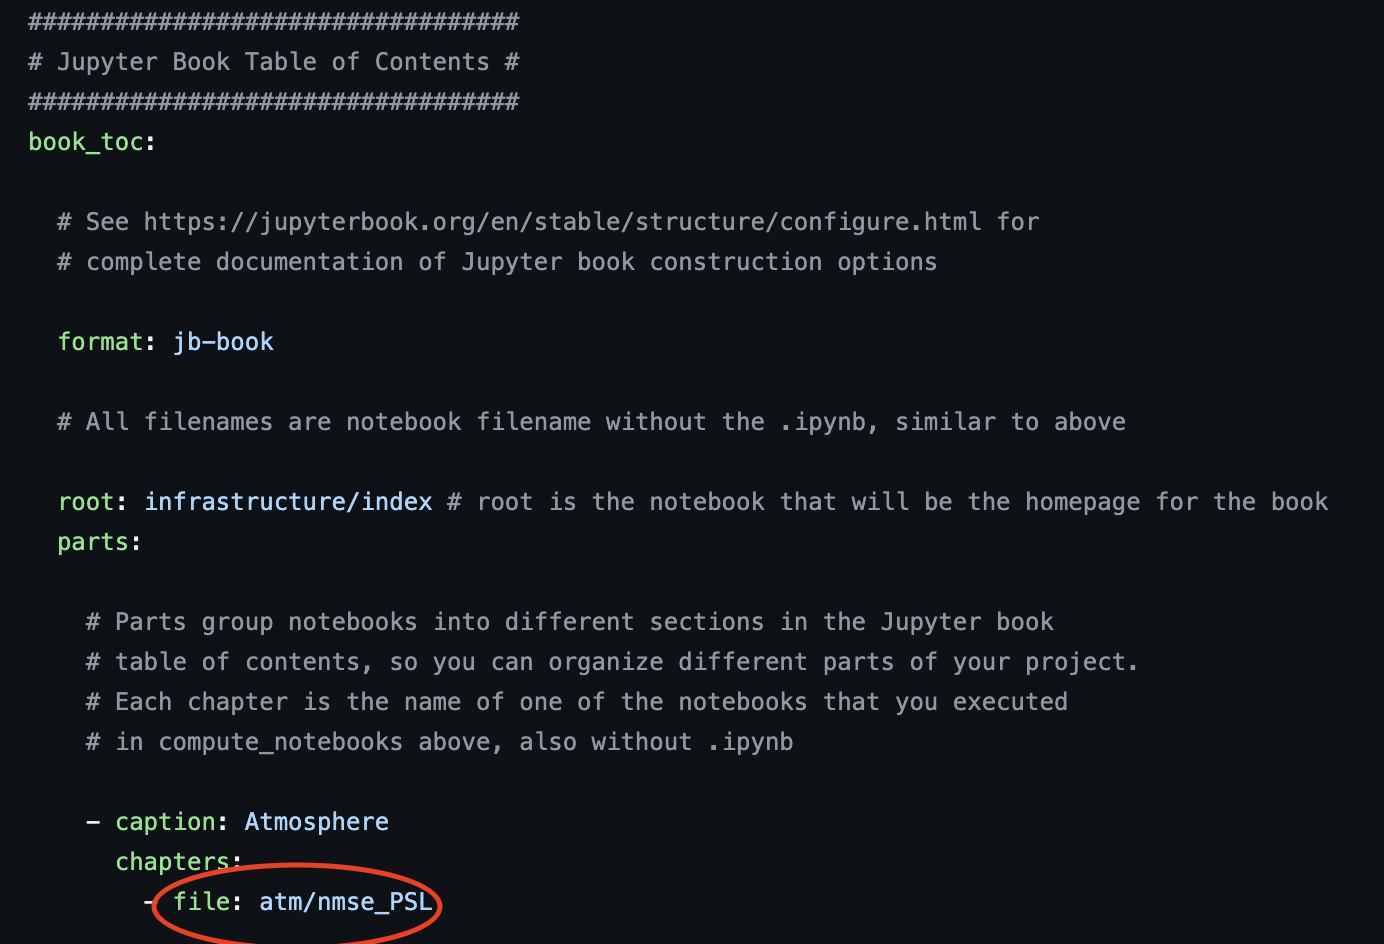 ##################################
# Jupyter Book Table of Contents #
##################################
book_toc:
# See https://jupyterbook.org/en/stable/structure/configure.html for
# complete documentation of Jupyter book construction options
format: jb-book
# All filenames are notebook filename without the .ipynb, similar to above
root: infrastructure/index # root is the notebook that will be the homepage for the book
parts:
# Parts group notebooks into different sections in the Jupyter book
# table of contents, so you can organize different parts of your project.
# Each chapter is the name of one of the notebooks that you executed
# in compute_notebooks above, also without .ipynb
- caption: Atmosphere
chapters:
- file: atm/nmse_PSL